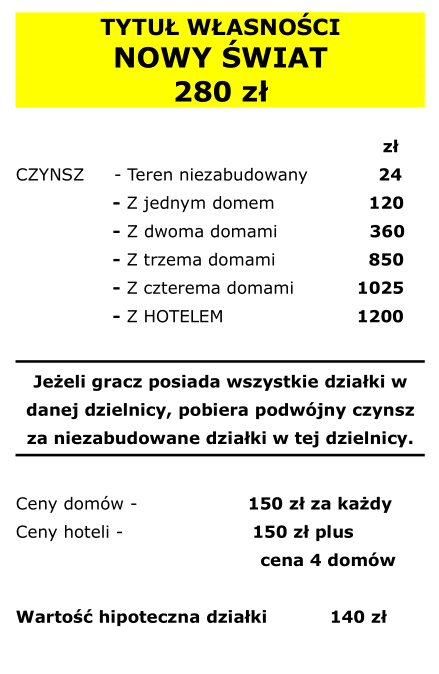 TYTUŁ WŁASNOŚCI
NOWY ŚWIAT
280 zł
zł
CZYNSZ - Teren niezabudowany 24
- Z jednym domem 120
- Z dwoma domami 360
- Z trzema domami 850
- Z czterema domami 1025
- Z HOTELEM 1200
Jeżeli gracz posiada wszystkie działki w
danej dzielnicy, pobiera podwójny czynsz
za niezabudowane działki w tej dzielnicy.
Ceny domów - 150 zł za każdy
Ceny hoteli - 150 zł plus
cena 4 domów
Wartość hipoteczna działki 140 zł